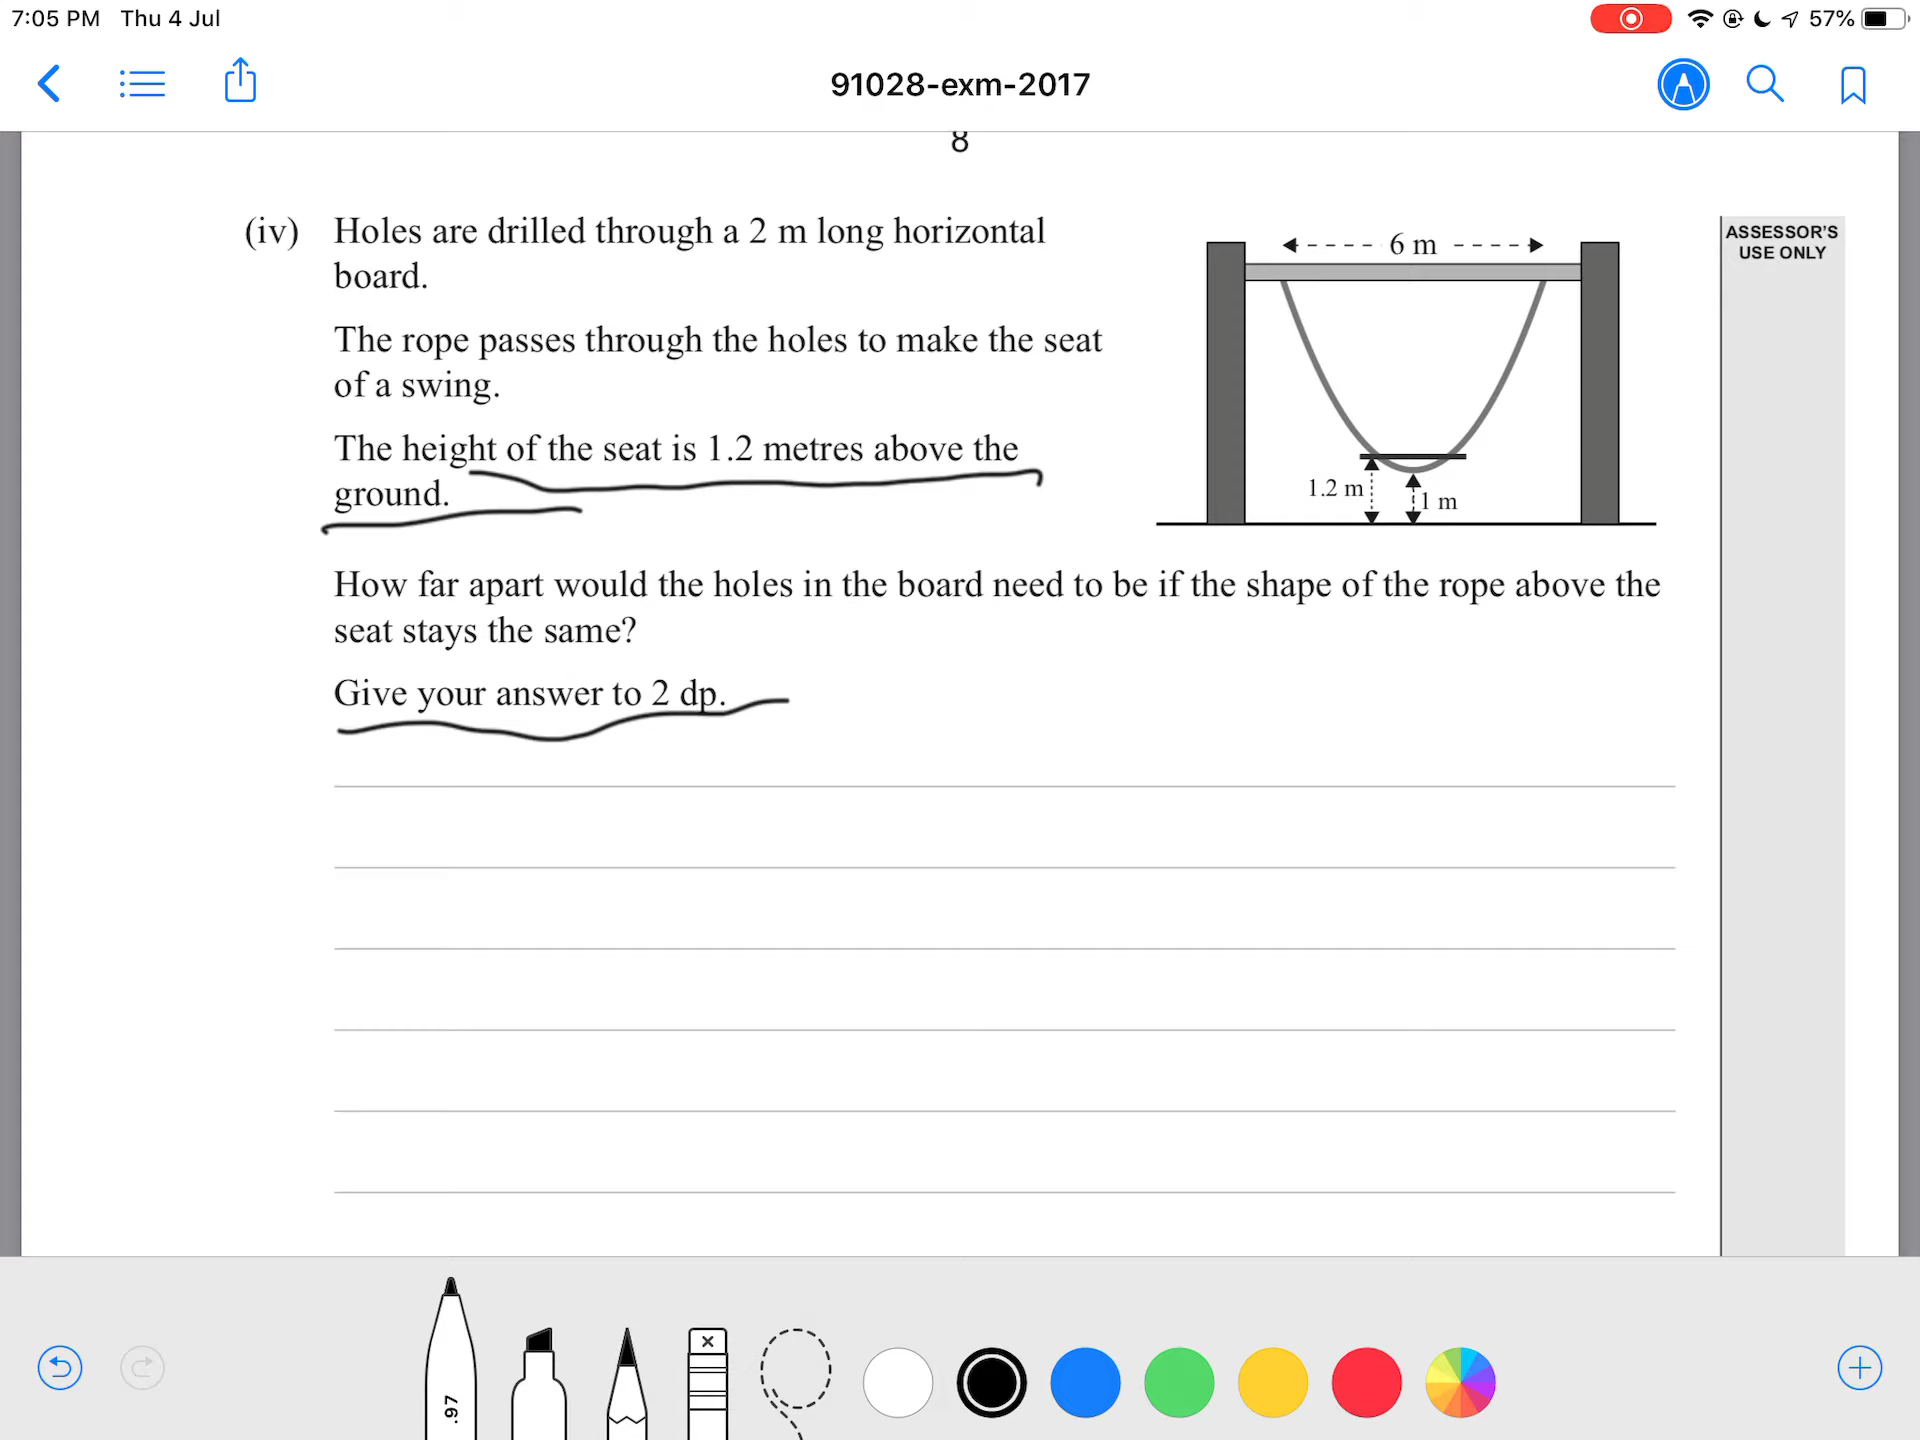 7:05 PM Thu 4 Jul
57%
91028-exm-2017
8
(iv) Holes are drilled through a 2 m long horizontal
board.
The rope passes through the holes to make the seat
of a swing.
The height of the seat is 1.2 metres above the
ground.
6 m
1.2 m
1 m
ASSESSOR'S
USE ONLY
How far apart would the holes in the board need to be if the shape of the rope above the
seat stays the same?
Give your answer to 2 dp.
.97